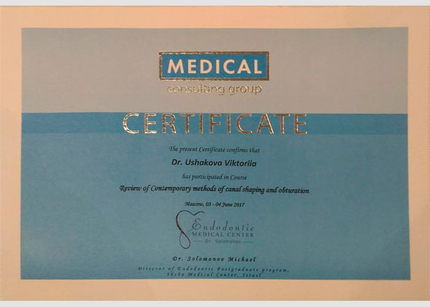 MEDICAL
consulting group
CERTIFICATE
The present Certificate confirms that
Dr. Ushakova Viktoriia
has participated in Course
Review of Contemporary methods of canal shaping and obturation
Moscow, 03 - 04 June 2017
Endodontic
MEDICAL CENTER
Dr. Solomonov
Dr. Solomonov Michael
Director of Endodontic Postgraduate program,
Sheba Medical Center, Israel